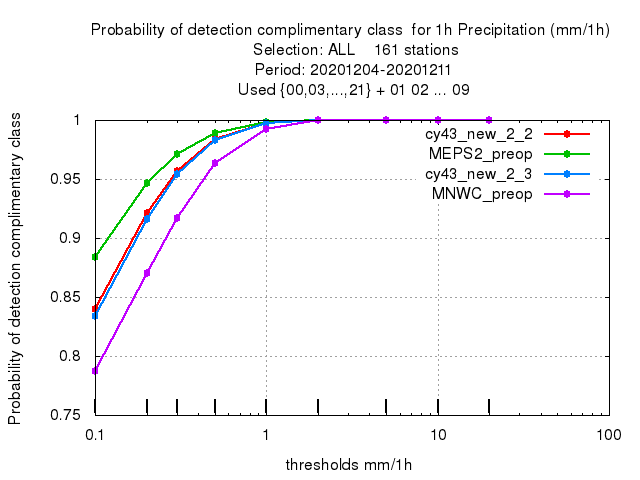 Probability of detection complimentary class  for 1h Precipitation (mm/1h)
Selection: ALL    161 stations
Period: 20201204-20201211
Used {00,03,...,21} + 01 02 ... 09
Probability of detection complimentary class
1
0.95
0.9
0.85
0.8
0.75
cy43_new_2_2
MEPS2_preop
cy43_new_2_3
MNWC_preop
0.1 1 10 100
thresholds mm/1h